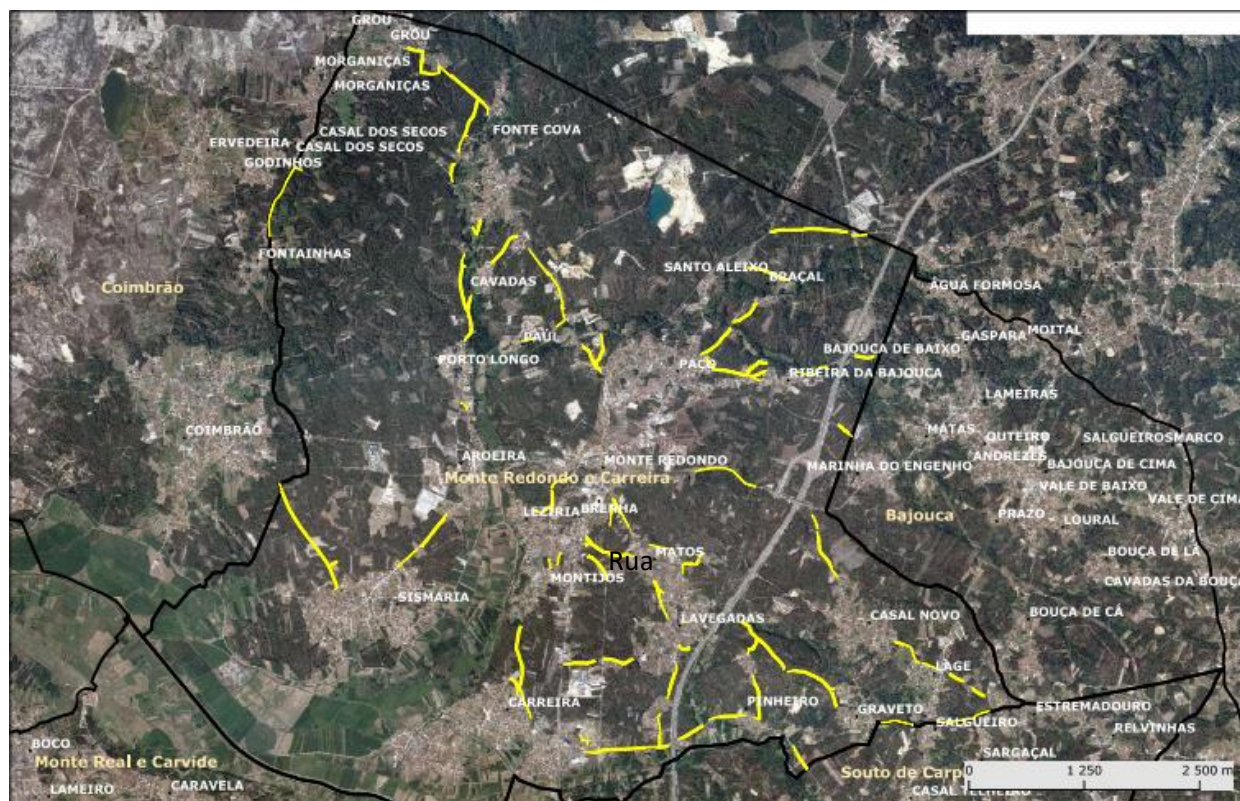 GROU
GROU
MORGANIÇAS
MORGANIÇAS
FONTE COVA
CASAL DOS SECOS
ERVEDEIRA
CASAL DOS SECOS
GODINHOS
FONTAINHAS
SANTO ALEIXO
BRAÇAL
CAVADAS
Coimbrão
ÁGUA FORMOSA
MOITAL
GASPARA
PAÚL
BAJOUCA DE BAIXO
PORTO LONGO
PAÇO
RIBEIRA DA BAJOUCA
LAMEIRAS
COIMBRÃO
MATAS
OUTEIRO
SALGUEIROSMARCO
AROEIRA
MONTE REDONDO
ANDREZES
MARINHA DO ENGENHO
BAJOUCA DE CIMA
Monte Redondo e Carreira
VALE DE BAIXO
VALE DE CIMA
LEZÍRIA
BRENHA
Bajouca
PRAZO
LOURAL
MATOS
BOUÇA DE LÁ
Rua
MONTIJOS
CAVADAS DA BOUÇA
SISMARIA
CASAL NOVO
BOUÇA DE CÁ
LAVEGADAS
LAGE
CARREIRA
PINHEIRO
GRAVETO
ESTREMADOURO
SALGUEIRO
RELVINHAS
BOCO
SARGAÇAL
Monte Real e Carvide
Souto de Carp
0 1 250 2 500 m
CARAVELA
LAMEIRO
CASAL TELHEIRO